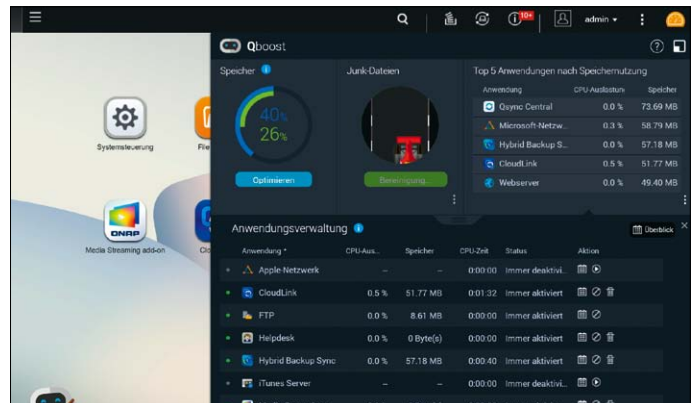 10+
admin
Qboost
Speicher
Junk-Dateien
Top 5 Anwendungen nach Speichernutzung
40%
26%
Optimieren
Bereinigung...
Anwendung CPU-Auslastun Speicher
Qsync Central 0.0 % 73.69 MB
Microsoft-Netzw... 0.3 % 58.79 MB
Hybrid Backup S... 0.0 % 57.18 MB
CloudLink 0.5 % 51.77 MB
Webserver 0.0 % 49.40 MB
Systemsteuerung
File
QNAP
Media Streaming add-on
Clo
Anwendungsverwaltung
Überblick
Anwendung CPU-Aus... Speicher CPU-Zeit Status Aktion
Apple-Netzwerk -- -- 0:00:00 Immer deaktivi...
CloudLink 0.5 % 51.77 MB 0:01:32 Immer aktiviert
FTP 0.0 % 8.61 MB 0:00:00 Immer aktiviert
Helpdesk 0.0 % 0 Byte(s) 0:00:00 Immer aktiviert
Hybrid Backup Sync 0.0 % 57.18 MB 0:00:40 Immer aktiviert
iTunes Server -- -- 0:00:00 Immer deaktivi...